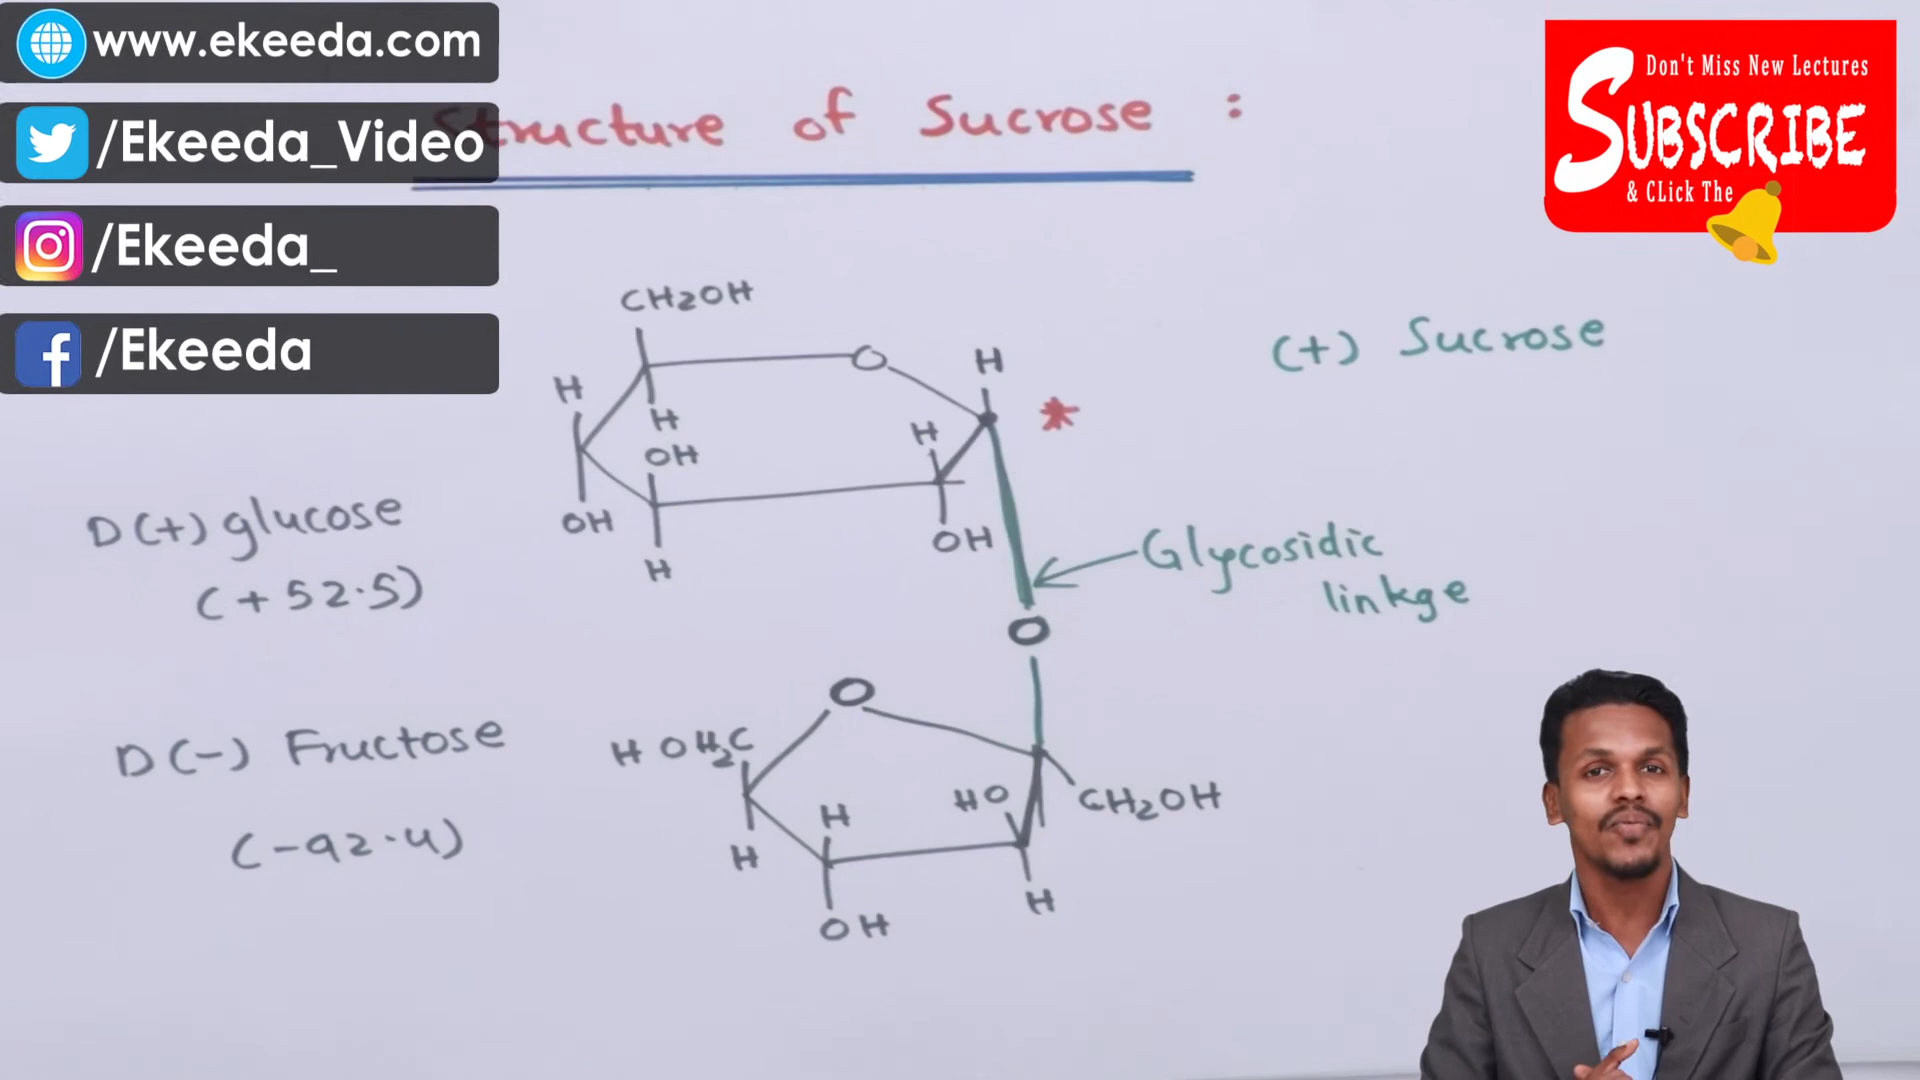 www.ekeeda.com
/Ekeeda_Video
/Ekeeda_
/Ekeeda
Don't Miss New Lectures
SUBSCRIBE
& CLick The
Structure of Sucrose :
(+) Sucrose
CH2OH
O
H
H
H
H
OH
OH
OH
H
D(+) glucose
(+52.5)
Glycosidic
linkge
O
O
D(-) Fructose
(-92.4)
HOH2C
HO
CH2OH
H
H
H
OH